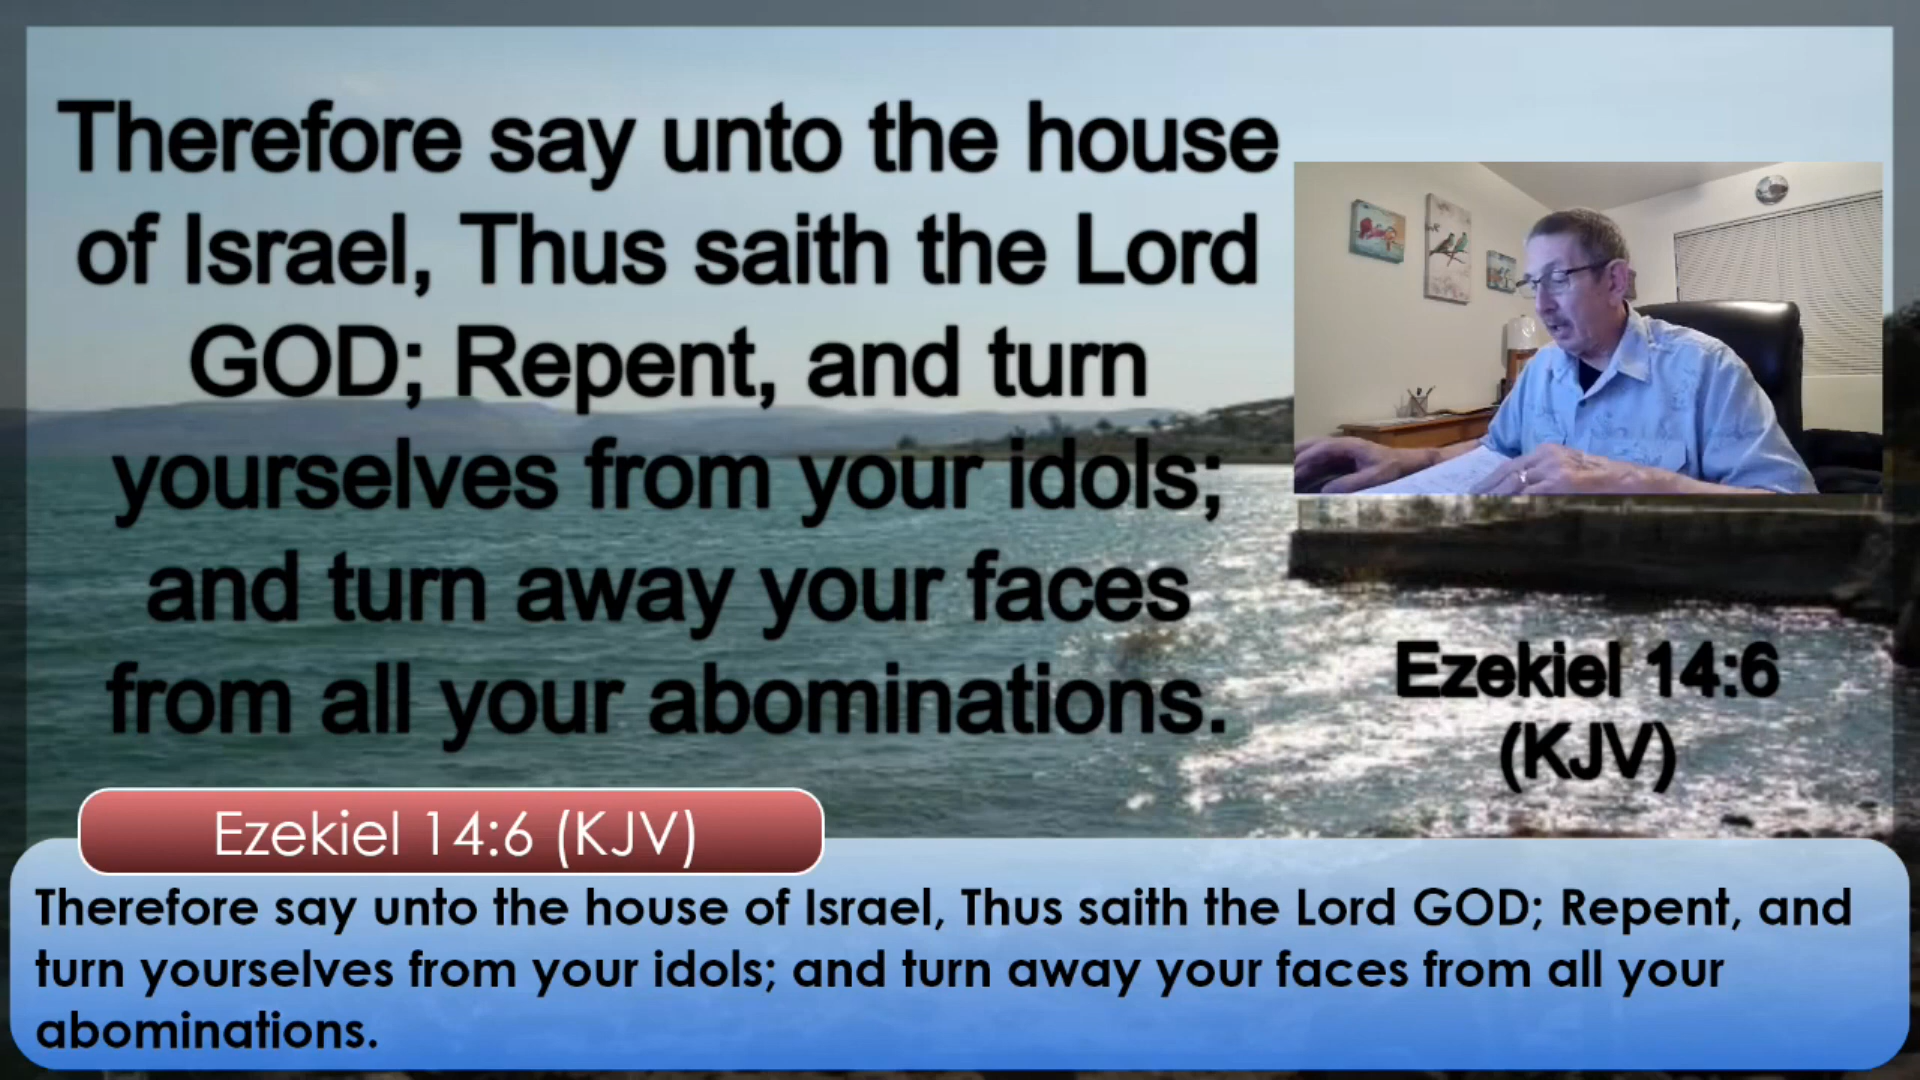 Therefore say unto the house
of Israel, Thus saith the Lord
GOD; Repent, and turn
yourselves from your idols;
and turn away your faces
from all your abominations.
Ezekiel 14:6
(KJV)
Ezekiel 14:6 (KJV)
Therefore say unto the house of Israel, Thus saith the Lord GOD; Repent, and
turn yourselves from your idols; and turn away your faces from all your
abominations.